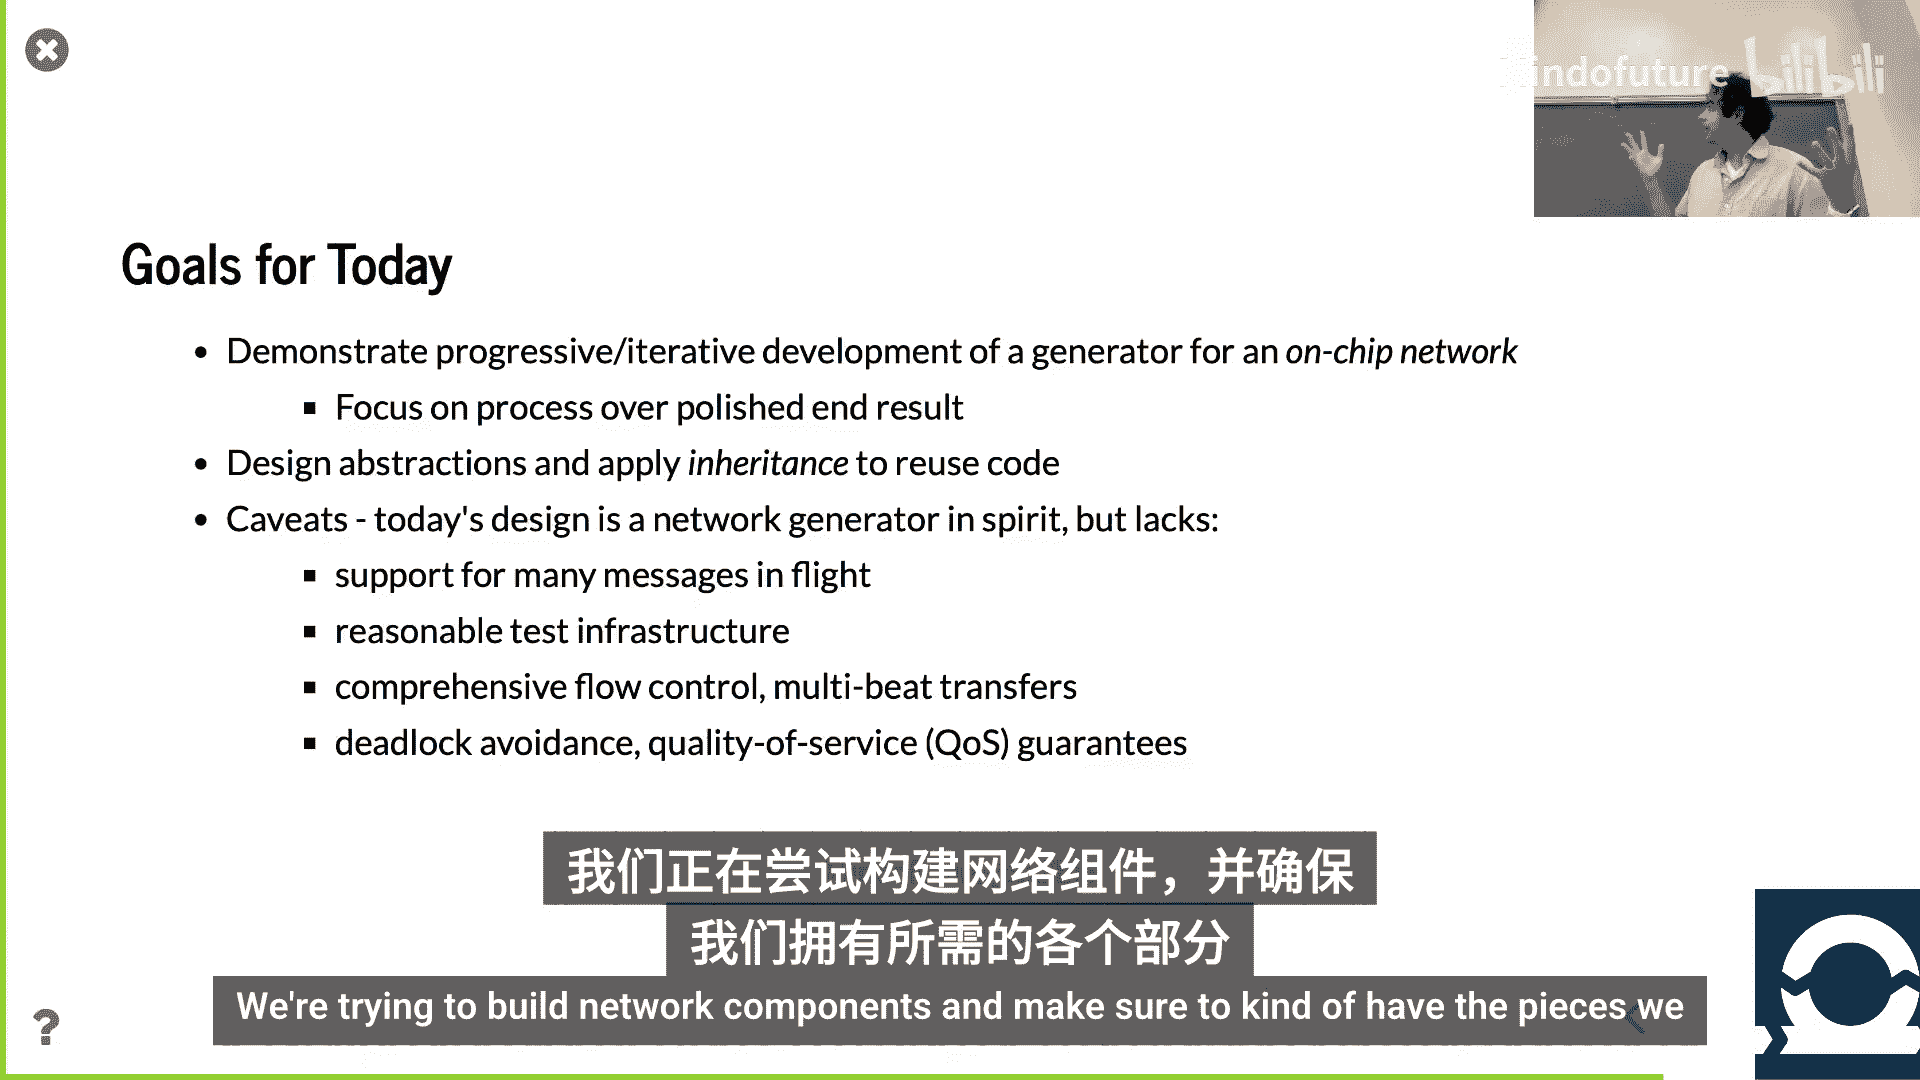 indofuture bilibili
Goals for Today
Demonstrate progressive/iterative development of a generator for an on-chip network
Focus on process over polished end result
Design abstractions and apply inheritance to reuse code
Caveats - today's design is a network generator in spirit, but lacks:
support for many messages in flight
reasonable test infrastructure
comprehensive flow control, multi-beat transfers
deadlock avoidance, quality-of-service (QoS) guarantees
我们正在尝试构建网络组件，并确保
我们拥有所需的各个部分
We're trying to build network components and make sure to kind of have the pieces we
?